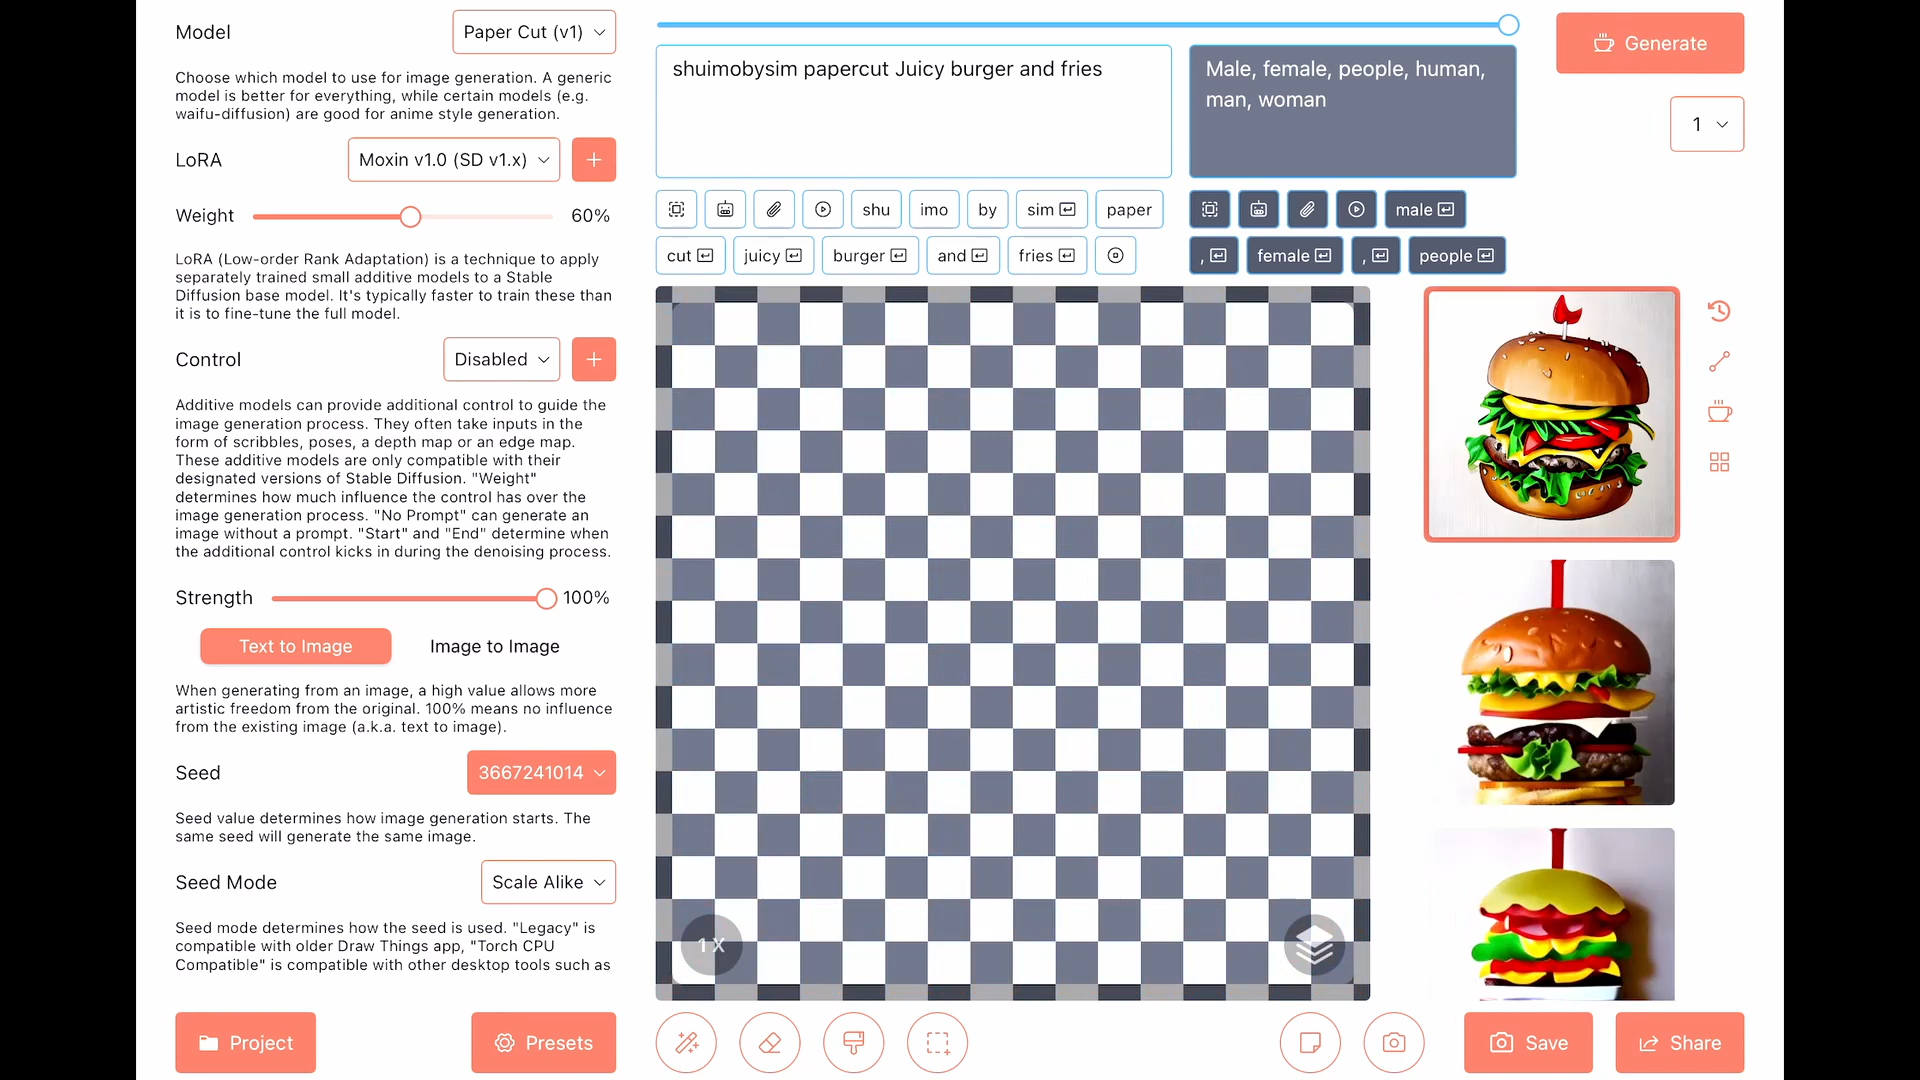 Model
Paper Cut (v1)
Choose which model to use for image generation. A generic
model is better for everything, while certain models (e.g.
waifu-diffusion) are good for anime style generation.
LoRA
Moxin v1.0 (SD v1.x)
Weight
60%
LoRA (Low-order Rank Adaptation) is a technique to apply
separately trained small additive models to a Stable
Diffusion base model. It's typically faster to train these than
it is to fine-tune the full model.
Control
Disabled
Additive models can provide additional control to guide the
image generation process. They often take inputs in the
form of scribbles, poses, a depth map or an edge map.
These additive models are only compatible with their
designated versions of Stable Diffusion. "Weight"
determines how much influence the control has over the
image generation process. "No Prompt" can generate an
image without a prompt. "Start" and "End" determine when
the additional control kicks in during the denoising process.
Strength
100%
Text to Image
Image to Image
When generating from an image, a high value allows more
artistic freedom from the original. 100% means no influence
from the existing image (a.k.a. text to image).
Seed
3667241014
Seed value determines how image generation starts. The
same seed will generate the same image.
Seed Mode
Scale Alike
Seed mode determines how the seed is used. "Legacy" is
compatible with older Draw Things app, "Torch CPU
Compatible" is compatible with other desktop tools such as
Project
Presets
shuimobysim papercut Juicy burger and fries
shu imo by sim paper
cut juicy burger and fries
Male, female, people, human,
man, woman
male
, female , people
Generate
1
1 X
Save
Share